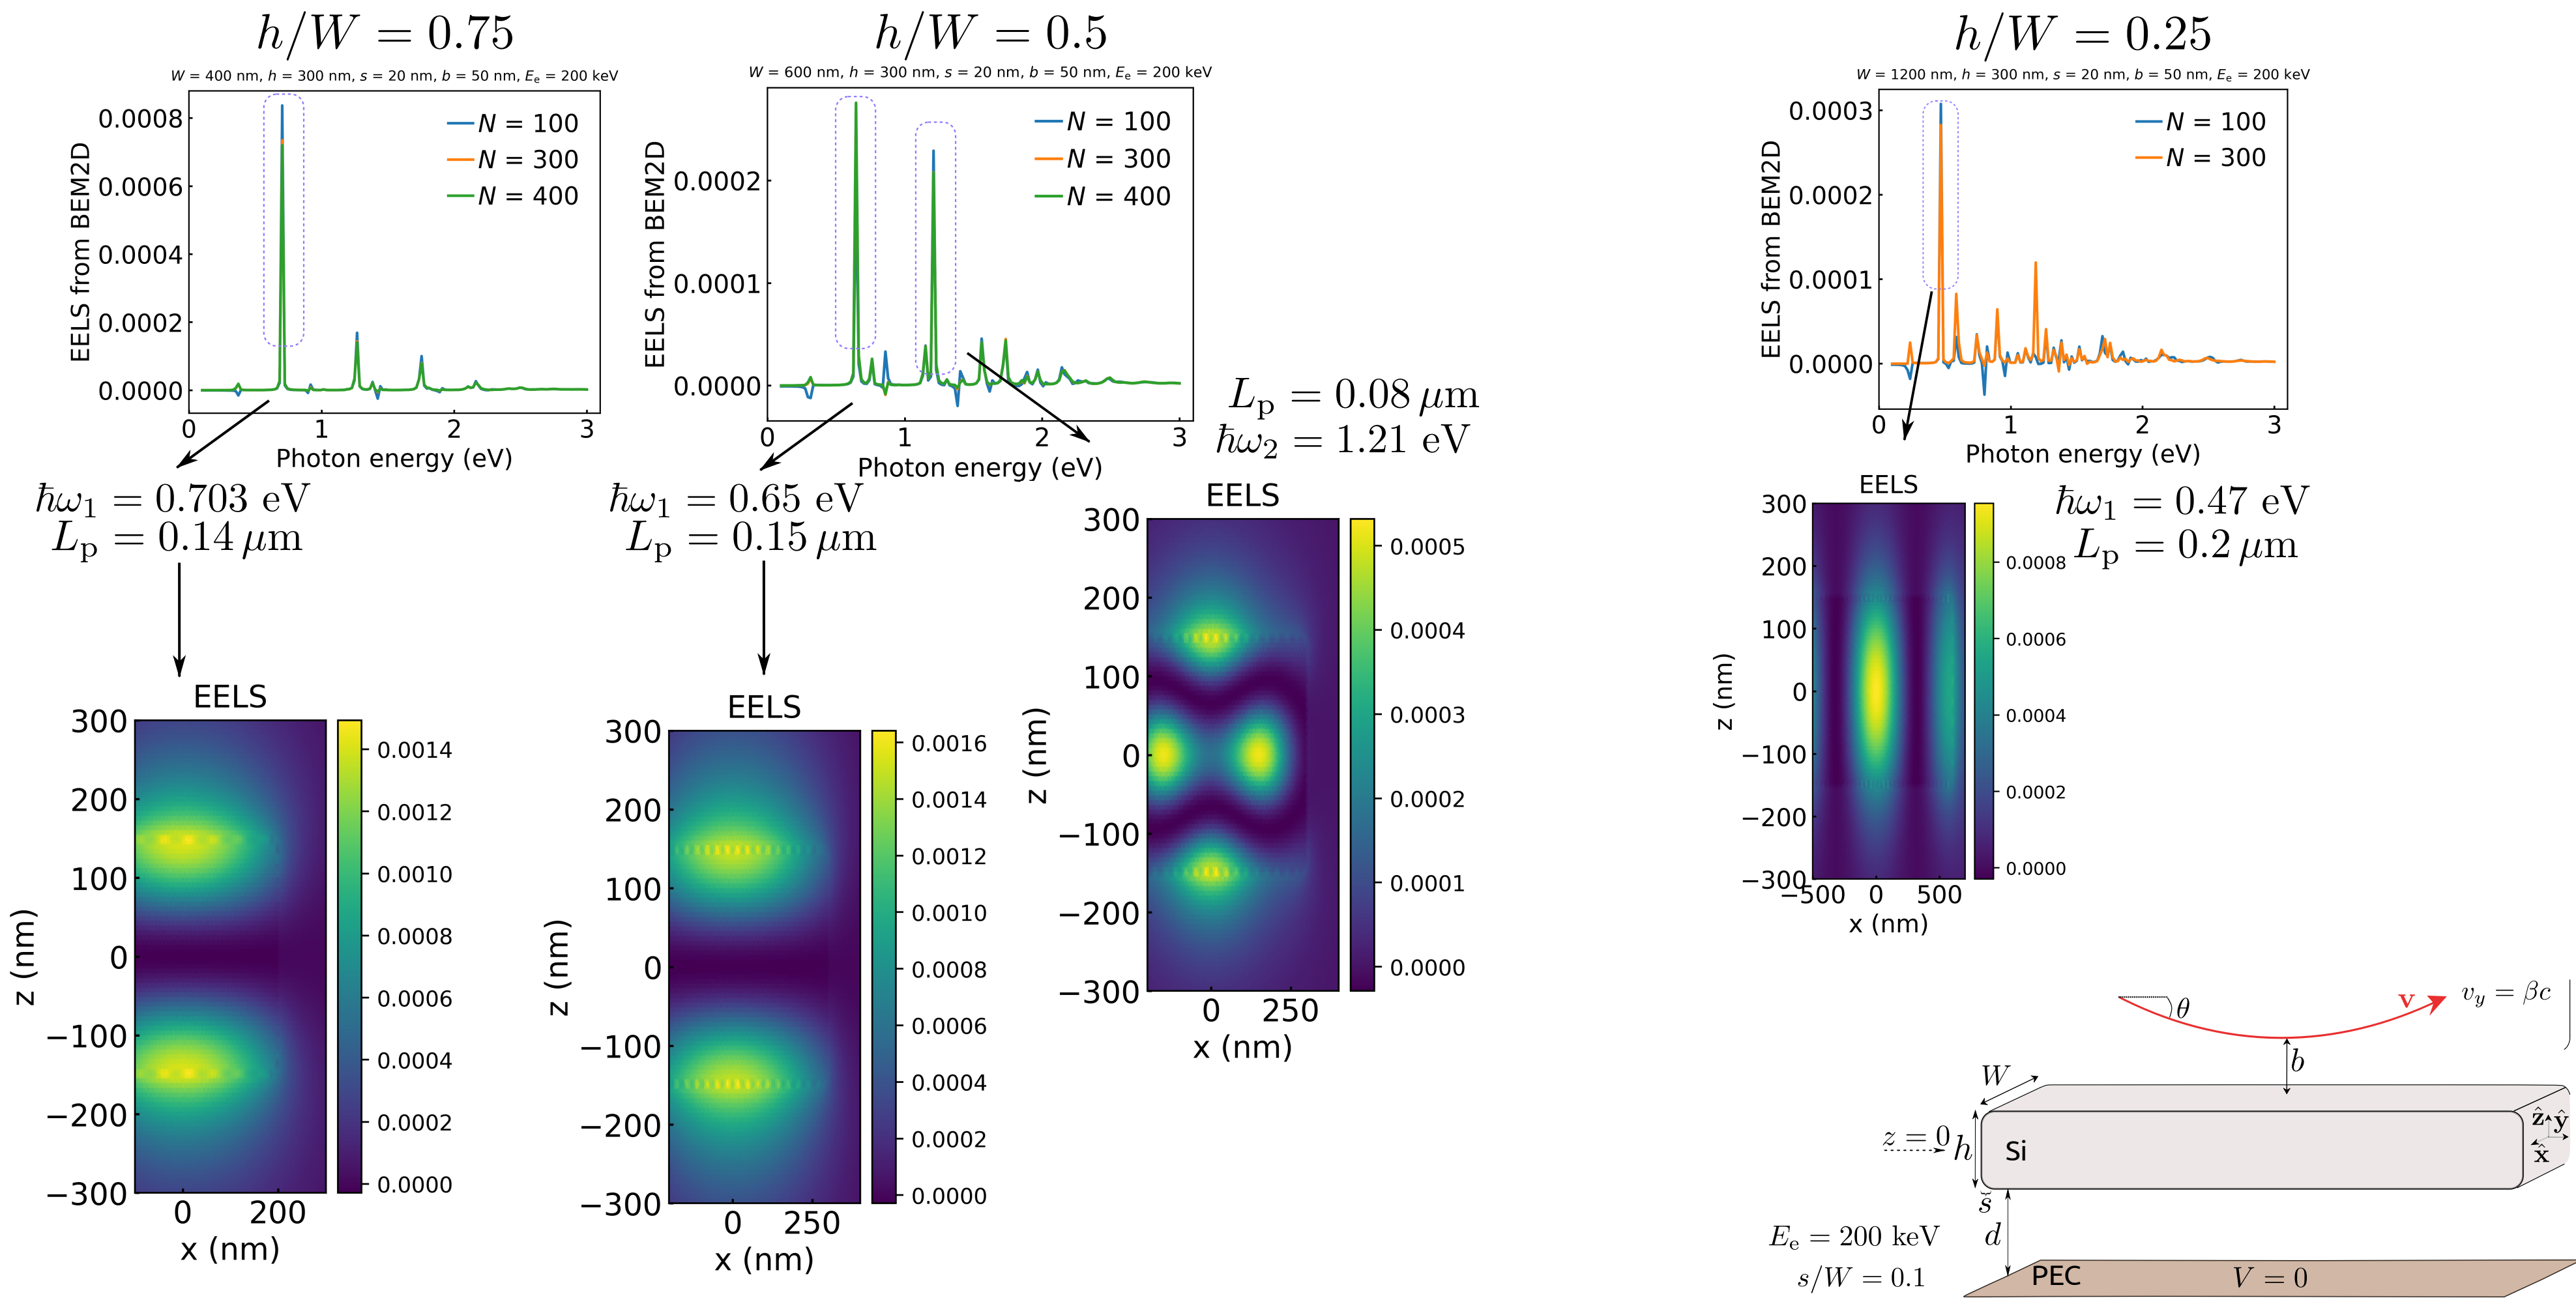 h/W = 0.75
W = 400 nm, h = 300 nm, s = 20 nm, b = 50 nm, Eₑ = 200 keV
EELS from BEM2D
0.0008
0.0006
0.0004
0.0002
0.0000
N = 100
N = 300
N = 400
0 1 2 3
Photon energy (eV)
ħω₁ = 0.703 eV
Lₚ = 0.14 μm
EELS
z (nm)
300
200
100
0
−100
−200
−300
0 200
x (nm)
0.0014
0.0012
0.0010
0.0008
0.0006
0.0004
0.0002
0.0000
h/W = 0.5
W = 600 nm, h = 300 nm, s = 20 nm, b = 50 nm, Eₑ = 200 keV
EELS from BEM2D
0.0002
0.0001
0.0000
N = 100
N = 300
N = 400
0 1 2 3
Photon energy (eV)
ħω₁ = 0.65 eV
Lₚ = 0.15 μm
EELS
z (nm)
300
200
100
0
−100
−200
−300
0 250
x (nm)
0.0016
0.0014
0.0012
0.0010
0.0008
0.0006
0.0004
0.0002
0.0000
Lₚ = 0.08 μm
ħω₂ = 1.21 eV
EELS
z (nm)
300
200
100
0
−100
−200
−300
0 250
x (nm)
0.0005
0.0004
0.0003
0.0002
0.0001
0.0000
h/W = 0.25
W = 1200 nm, h = 300 nm, s = 20 nm, b = 50 nm, Eₑ = 200 keV
EELS from BEM2D
0.0003
0.0002
0.0001
0.0000
N = 100
N = 300
0 1 2 3
Photon energy (eV)
ħω₁ = 0.47 eV
Lₚ = 0.2 μm
EELS
z (nm)
300
200
100
0
−100
−200
−300
−500 0 500
x (nm)
0.0008
0.0006
0.0004
0.0002
0.0000
θ
v
v_y = βc
b
W
z = 0
h
Si
ẑ
ŷ
x̂
s
d
Eₑ = 200 keV
s/W = 0.1
PEC
V = 0